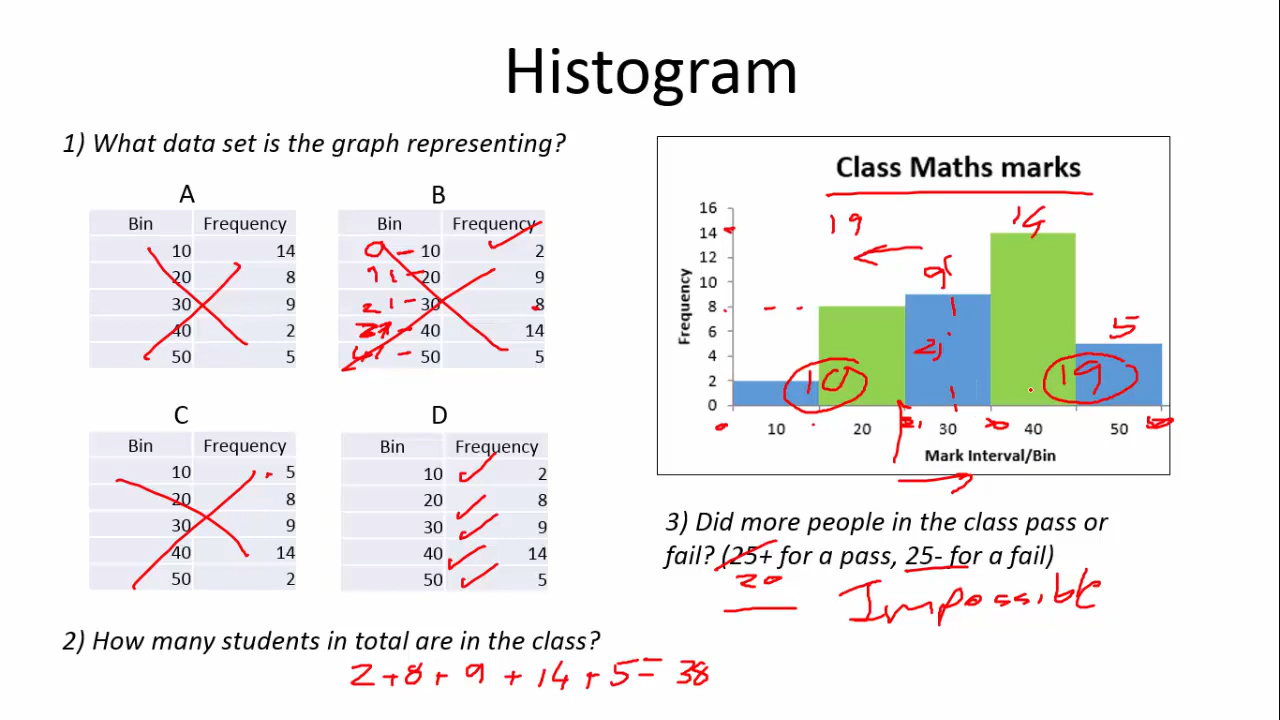 Histogram
1) What data set is the graph representing?
A
Bin Frequency
10 14
20 8
30 9
40 2
50 5
B
Bin Frequency
0 - 10 2
11 - 20 9
21 - 30 8
31 - 40 14
41 - 50 5
C
Bin Frequency
10 5
20 8
30 9
40 14
50 2
D
Bin Frequency
10 2
20 8
30 9
40 14
50 5
2) How many students in total are in the class?
2+8+9+14+5=38
Class Maths marks
16
14
12
10
8
6
4
2
0
Frequency
19
14
9
5
10
19
10 20 30 40 50
Mark Interval/Bin
3) Did more people in the class pass or
fail? (25+ for a pass, 25- for a fail)
20
Impossible